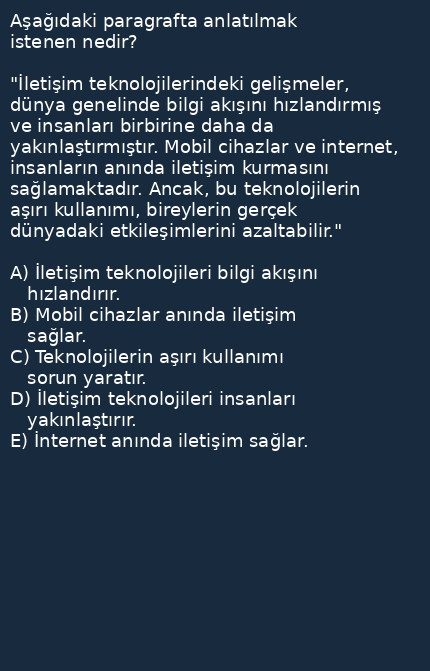 Aşağıdaki paragrafta anlatılmak
istenen nedir?
"İletişim teknolojilerindeki gelişmeler,
dünya genelinde bilgi akışını hızlandırmış
ve insanları birbirine daha da
yakınlaştırmıştır. Mobil cihazlar ve internet,
insanların anında iletişim kurmasını
sağlamaktadır. Ancak, bu teknolojilerin
aşırı kullanımı, bireylerin gerçek
dünyadaki etkileşimlerini azaltabilir."
A) İletişim teknolojileri bilgi akışını
hızlandırır.
B) Mobil cihazlar anında iletişim
sağlar.
C) Teknolojilerin aşırı kullanımı
sorun yaratır.
D) İletişim teknolojileri insanları
yakınlaştırır.
E) İnternet anında iletişim sağlar.